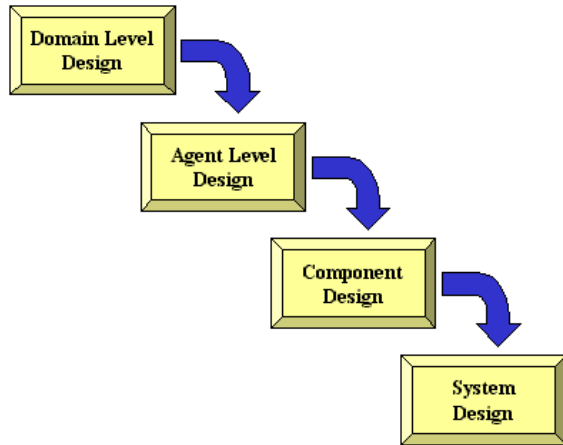 Domain Level
Design
Agent Level
Design
Component
Design
System
Design